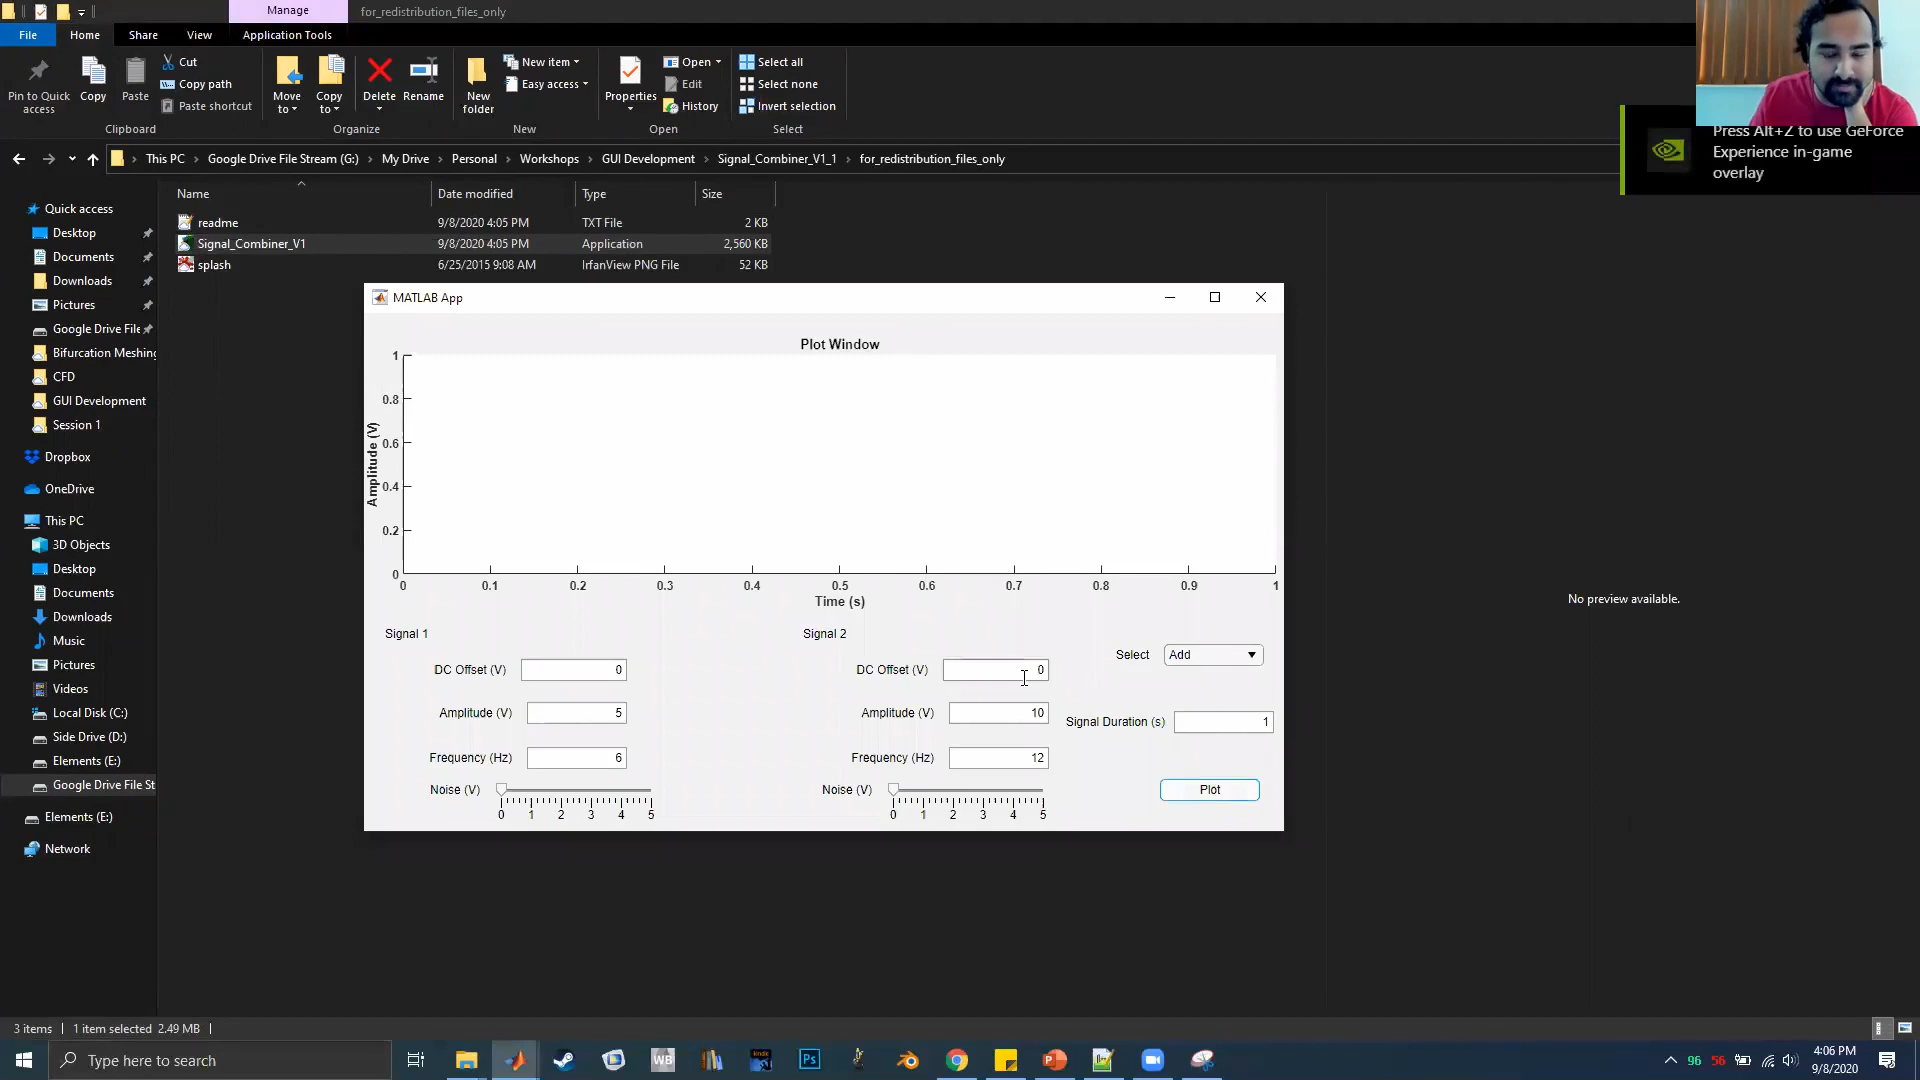 Manage
for_redistribution_files_only
File
Home
Share
View
Application Tools
Pin to Quick access
Copy
Paste
Cut
Copy path
Paste shortcut
Clipboard
Move to
Copy to
Delete
Rename
Organize
New folder
New item
Easy access
New
Properties
Open
Edit
History
Open
Select all
Select none
Invert selection
Select
Press Alt+Z to use GeForce
Experience in-game
overlay
This PC
Google Drive File Stream (G:)
My Drive
Personal
Workshops
GUI Development
Signal_Combiner_V1_1
for_redistribution_files_only
Name
Date modified
Type
Size
readme
9/8/2020 4:05 PM
TXT File
2 KB
Signal_Combiner_V1
9/8/2020 4:05 PM
Application
2,560 KB
splash
6/25/2015 9:08 AM
IrfanView PNG File
52 KB
Quick access
Desktop
Documents
Downloads
Pictures
Google Drive File
Bifurcation Meshing
CFD
GUI Development
Session 1
Dropbox
OneDrive
This PC
3D Objects
Desktop
Documents
Downloads
Music
Pictures
Videos
Local Disk (C:)
Side Drive (D:)
Elements (E:)
Google Drive File St
Elements (E:)
Network
MATLAB App
Plot Window
Amplitude (V)
1
0.8
0.6
0.4
0.2
0
0 0.1 0.2 0.3 0.4 0.5 0.6 0.7 0.8 0.9 1
Time (s)
Signal 1
DC Offset (V) 0
Amplitude (V) 5
Frequency (Hz) 6
Noise (V)
0 1 2 3 4 5
Signal 2
DC Offset (V) 0
Amplitude (V) 10
Frequency (Hz) 12
Noise (V)
0 1 2 3 4 5
Select Add
Signal Duration (s) 1
Plot
No preview available.
3 items
1 item selected 2.49 MB
Type here to search
WB
kindle
Ps
96
56
4:06 PM
9/8/2020